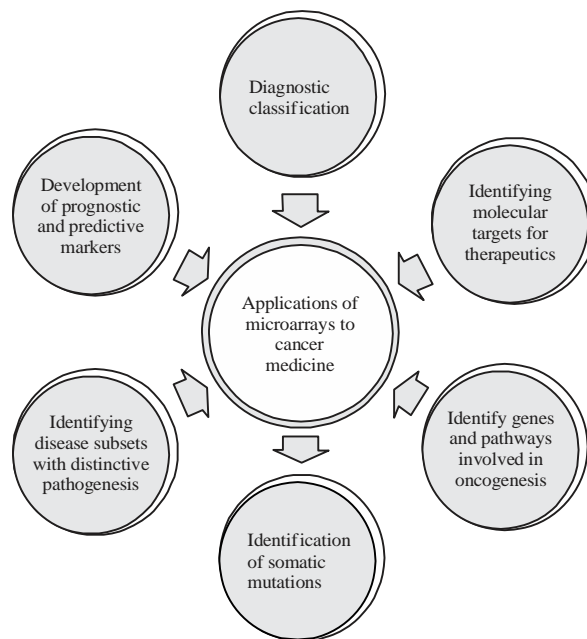 Diagnostic
classification
Development
of prognostic
and predictive
markers
Identifying
molecular
targets for
therapeutics
Applications of
microarrays to
cancer
medicine
Identifying
disease subsets
with distinctive
pathogenesis
Identify genes
and pathways
involved in
oncogenesis
Identification
of somatic
mutations